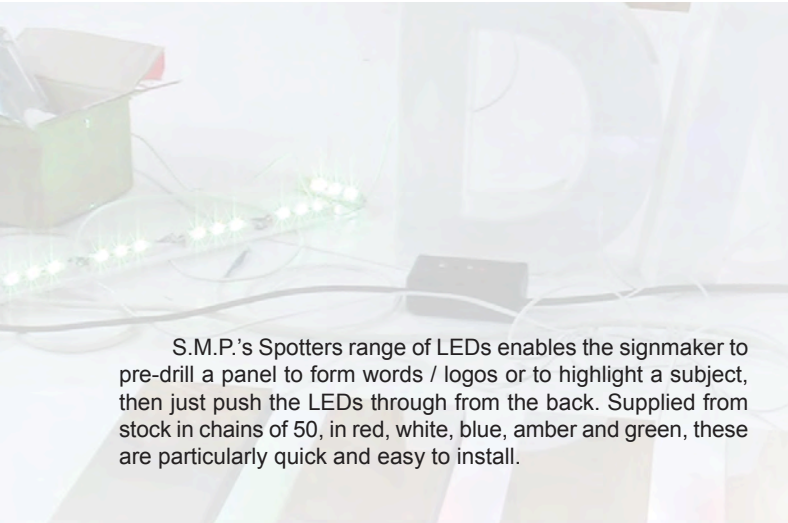 S.M.P.'s Spotters range of LEDs enables the signmaker to
pre-drill a panel to form words / logos or to highlight a subject,
then just push the LEDs through from the back. Supplied from
stock in chains of 50, in red, white, blue, amber and green, these
are particularly quick and easy to install.